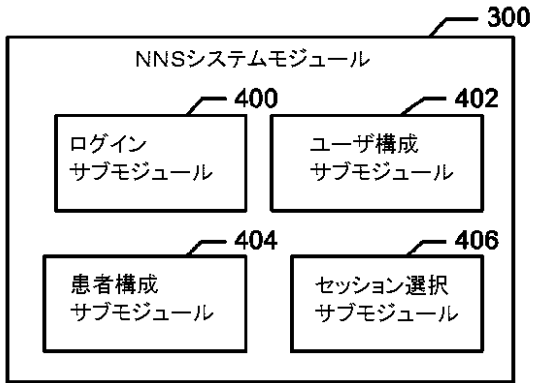 300
NNSシステムモジュール
400
ログイン
サブモジュール
402
ユーザ構成
サブモジュール
404
患者構成
サブモジュール
406
セッション選択
サブモジュール